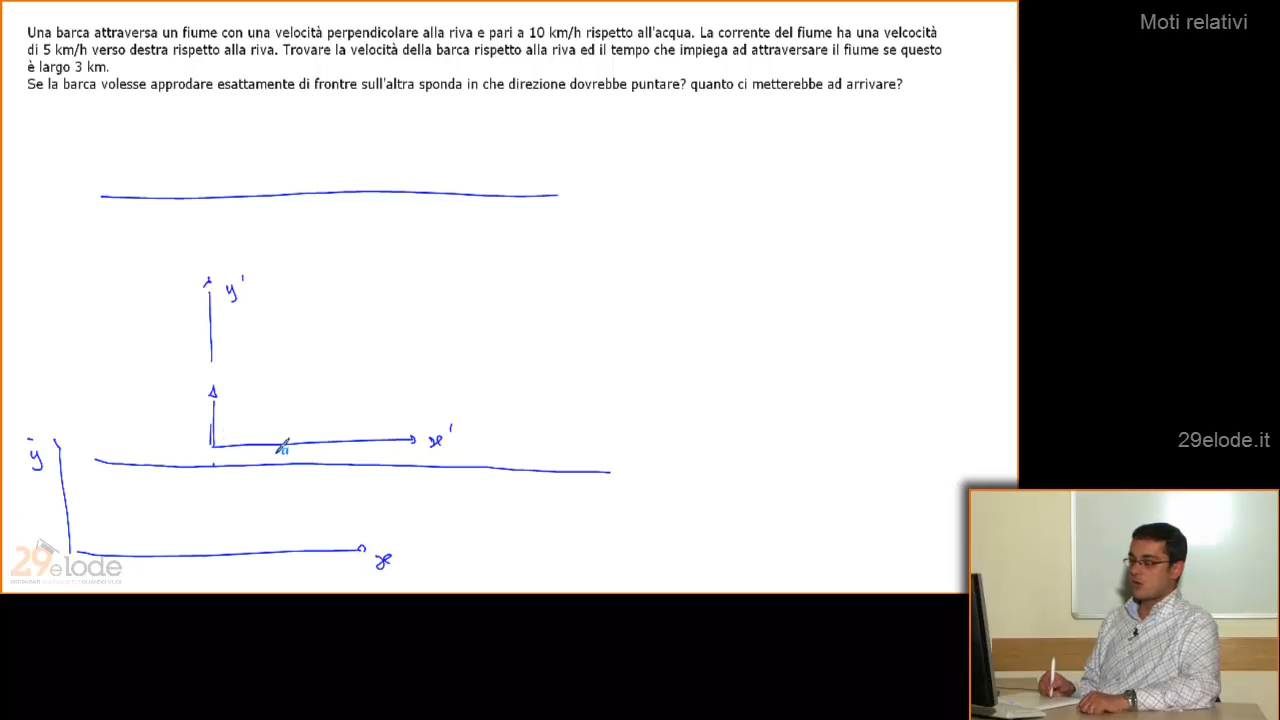 Moti relativi
Una barca attraversa un fiume con una velocità perpendicolare alla riva e pari a 10 km/h rispetto all'acqua. La corrente del fiume ha una velcocità
di 5 km/h verso destra rispetto alla riva. Trovare la velocità della barca rispetto alla riva ed il tempo che impiega ad attraversare il fiume se questo
è largo 3 km.
Se la barca volesse approdare esattamente di frontre sull'altra sponda in che direzione dovrebbe puntare? quanto ci metterebbe ad arrivare?
y'
x'
29elode.it
y
x
29elode